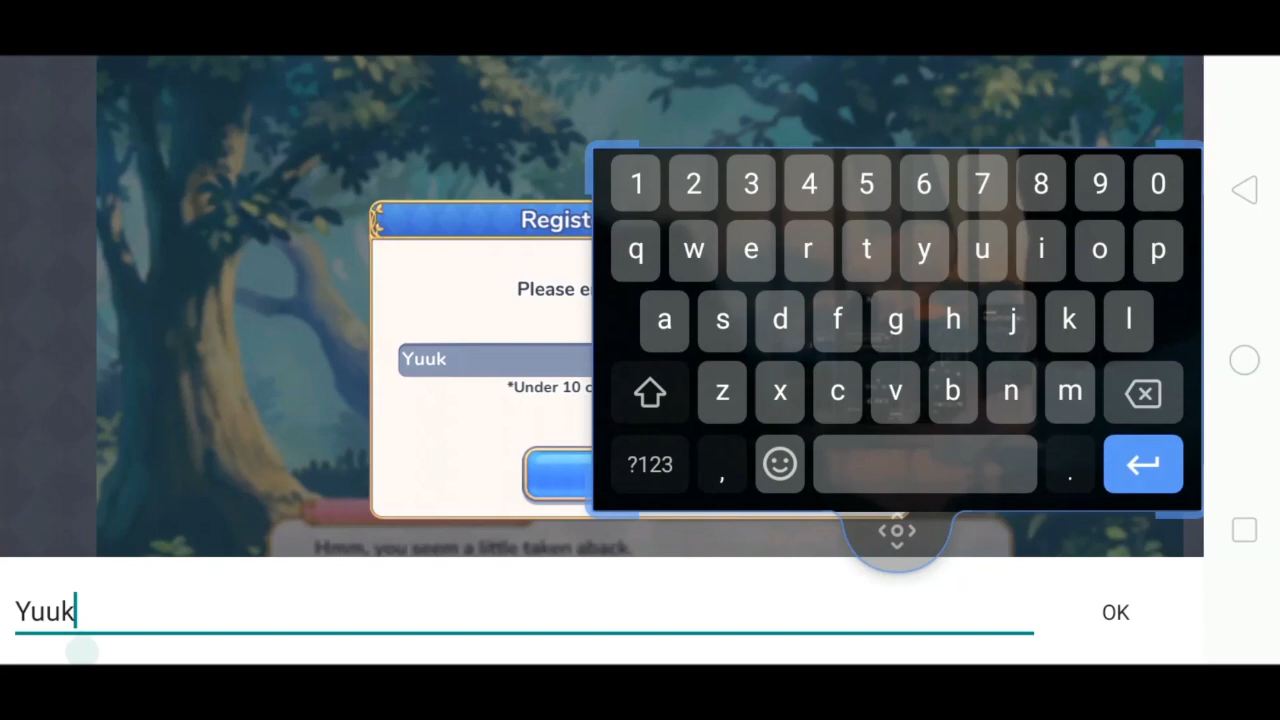 Regist
Please e
Yuuk
*Under 10 c
Hmm, you seem a little taken aback.
1 2 3 4 5 6 7 8 9 0
q w e r t y u i o p
a s d f g h j k l
z x c v b n m
?123 , .
Yuuk
OK